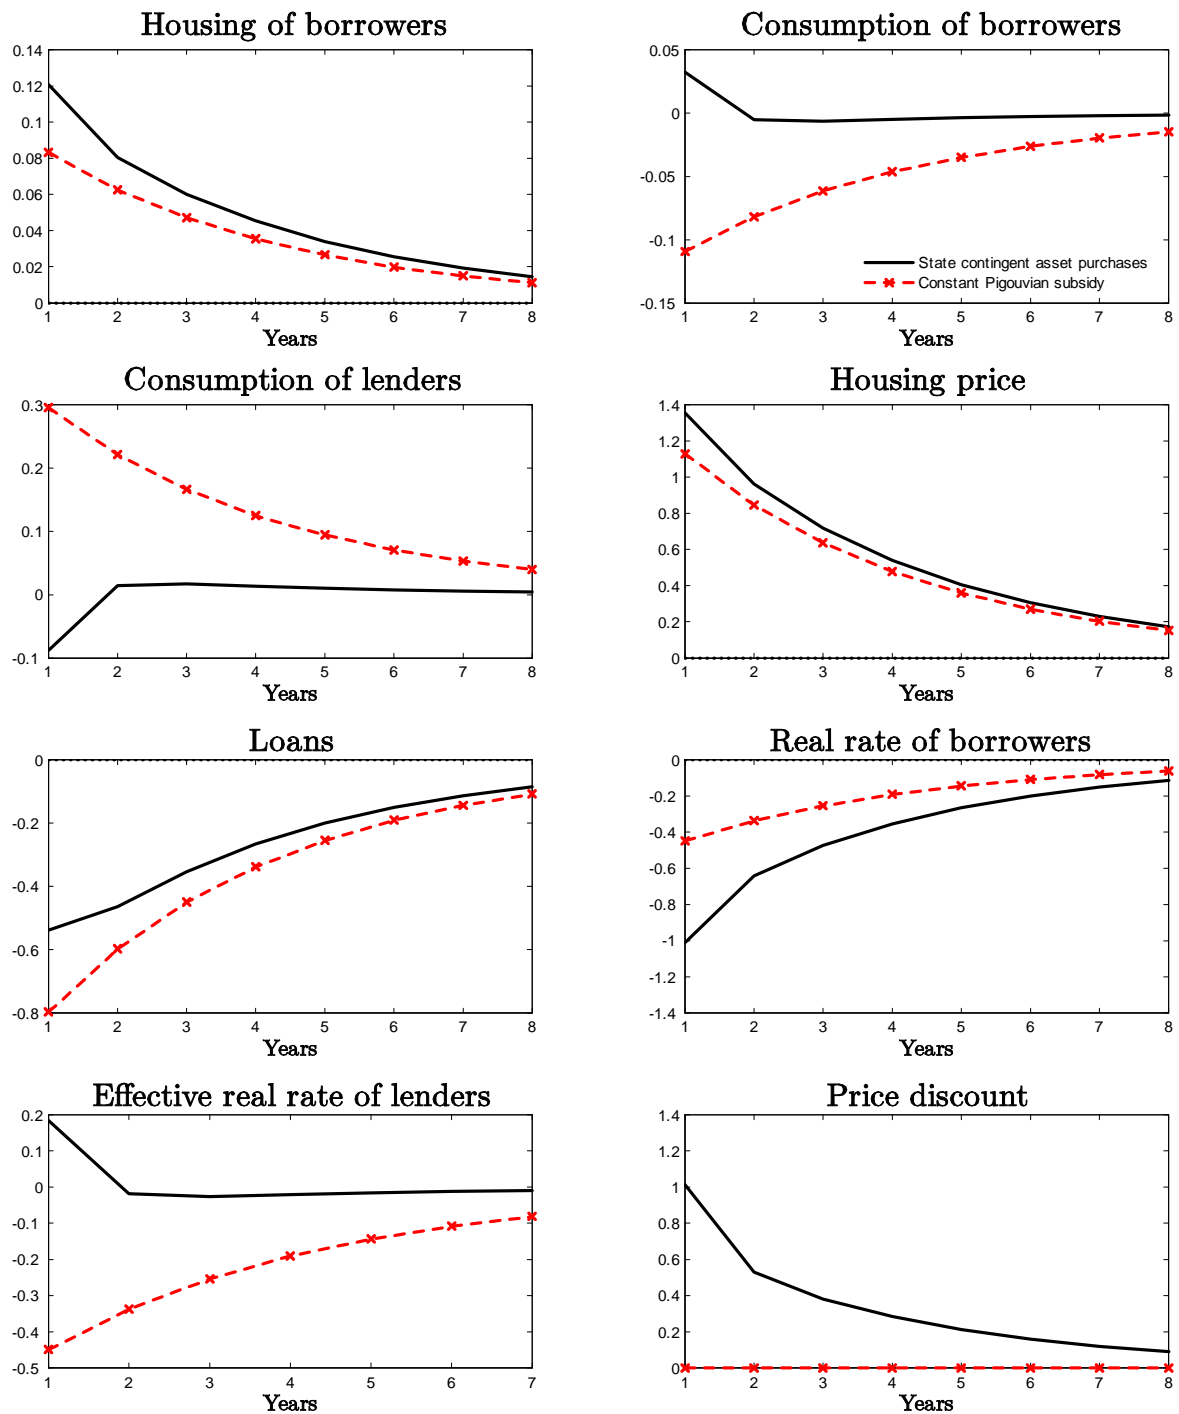 Housing of borrowers
0.14
0.12
0.1
0.08
0.06
0.04
0.02
0
1 2 3 4 5 6 7 8
Years
Consumption of borrowers
0.05
0
-0.05
-0.1
-0.15
State contingent asset purchases
Constant Pigouvian subsidy
1 2 3 4 5 6 7 8
Years
Consumption of lenders
0.3
0.2
0.1
0
-0.1
1 2 3 4 5 6 7 8
Years
Housing price
1.4
1.2
1
0.8
0.6
0.4
0.2
0
1 2 3 4 5 6 7 8
Years
Loans
0
-0.2
-0.4
-0.6
-0.8
1 2 3 4 5 6 7 8
Years
Real rate of borrowers
0
-0.2
-0.4
-0.6
-0.8
-1
-1.2
-1.4
1 2 3 4 5 6 7 8
Years
Effective real rate of lenders
0.2
0.1
0
-0.1
-0.2
-0.3
-0.4
-0.5
1 2 3 4 5 6 7
Years
Price discount
1.4
1.2
1
0.8
0.6
0.4
0.2
0
1 2 3 4 5 6 7 8
Years